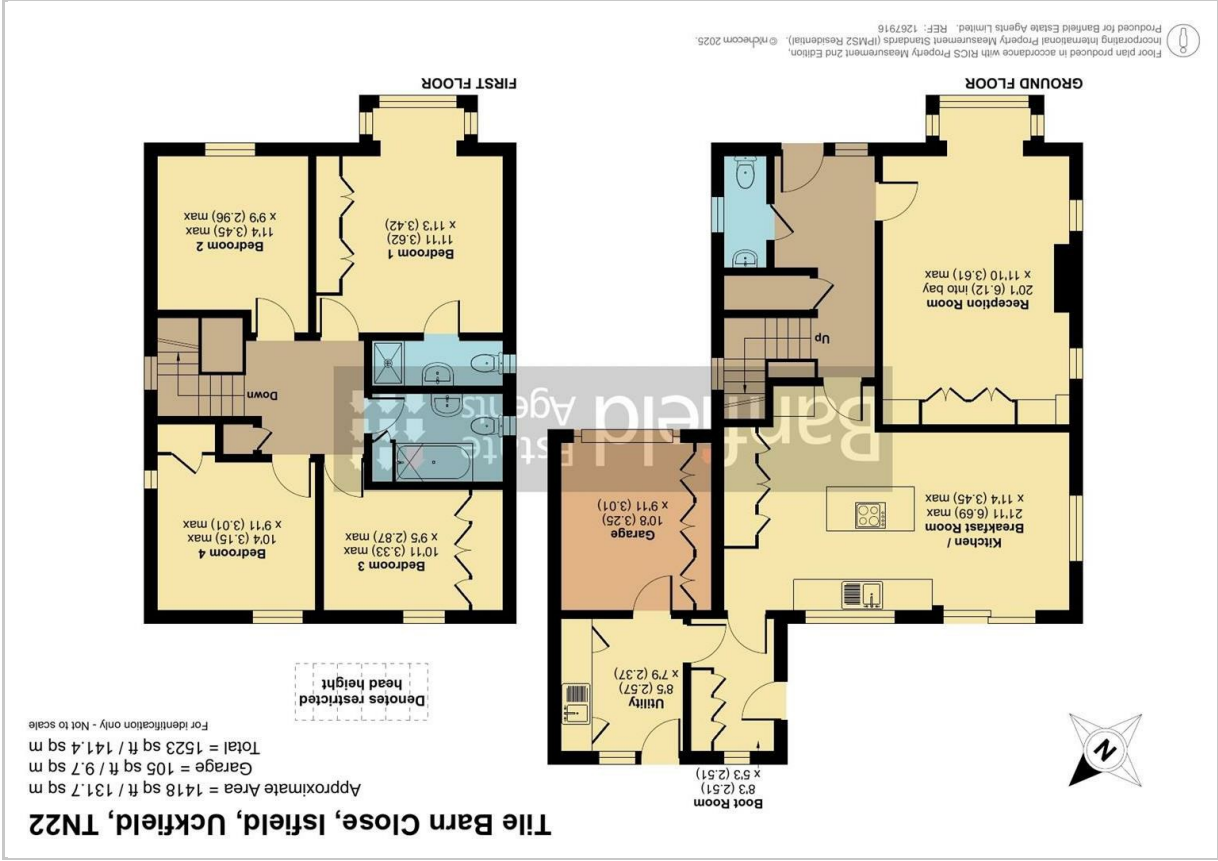 Tile Barn Close, Isfield, Uckfield, TN22
Approximate Area = 1418 sq ft / 131.7 sq m
Garage = 105 sq ft / 9.7 sq m
Total = 1523 sq ft / 141.4 sq m
For identification only - Not to scale
Denotes restricted
head height
N
Boot Room
8'3 (2.51)
x 5'3 (2.51)
Utility
8'5 (2.57)
x 7'9 (2.37)
Kitchen /
Breakfast Room
21'11 (6.69) max
x 11'4 (3.45) max
Garage
10'8 (3.25)
x 9'11 (3.01)
Bedroom 3
10'11 (3.33) max
x 9'5 (2.87) max
Bedroom 4
10'4 (3.15) max
x 9'11 (3.01) max
Banfield
Estate
Agents
Up
Down
Reception Room
20'1 (6.12) into bay
x 11'10 (3.61) max
Bedroom 1
11'11 (3.62)
x 11'3 (3.42)
Bedroom 2
11'4 (3.45) max
x 9'9 (2.96) max
GROUND FLOOR
FIRST FLOOR
Floor plan produced in accordance with RICS Property Measurement 2nd Edition,
Incorporating International Property Measurement Standards (IPMS2 Residential). © nichecom 2025.
Produced for Banfield Estate Agents Limited. REF: 1267916